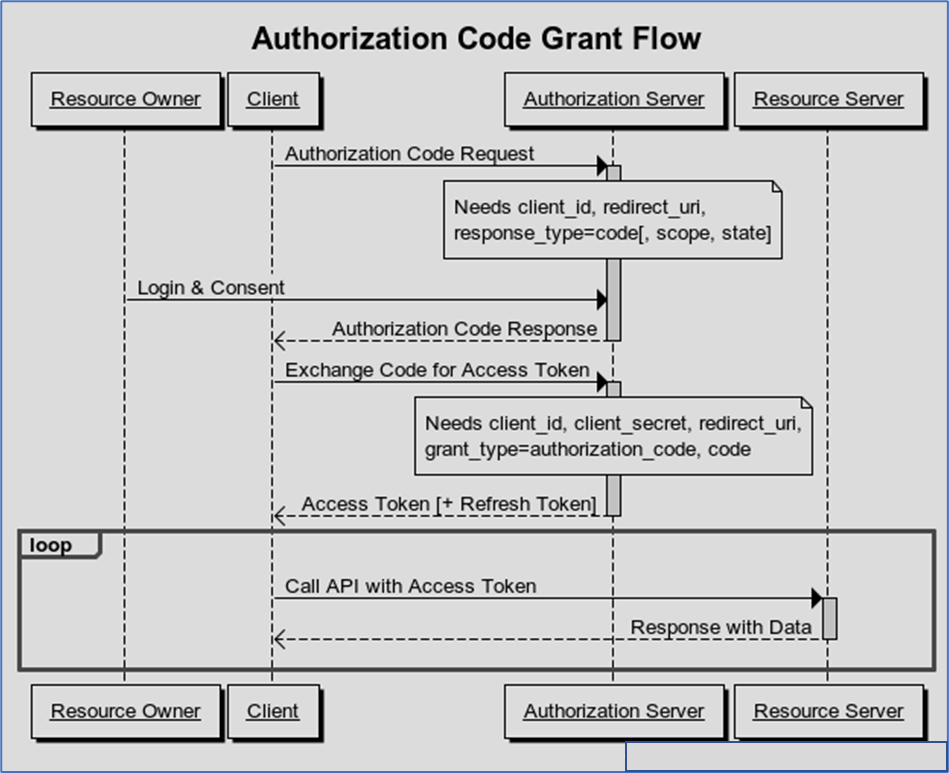 Authorization Code Grant Flow
Resource Owner
Client
Authorization Server
Resource Server
Authorization Code Request
Needs client_id, redirect_uri,
response_type=code[, scope, state]
Login & Consent
Authorization Code Response
Exchange Code for Access Token
Needs client_id, client_secret, redirect_uri,
grant_type=authorization_code, code
Access Token [+ Refresh Token]
loop
Call API with Access Token
Response with Data
Resource Owner
Client
Authorization Server
Resource Server